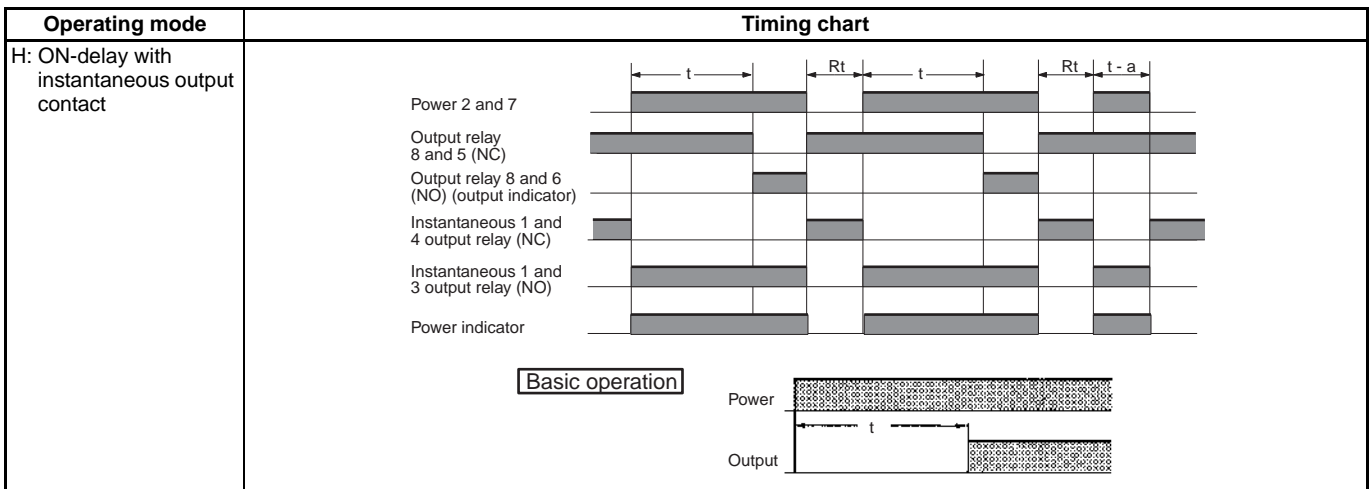 Operating mode
Timing chart
H: ON-delay with
instantaneous output
contact
t
Rt
t
Rt
t - a
Power 2 and 7
Output relay
8 and 5 (NC)
Output relay 8 and 6
(NO) (output indicator)
Instantaneous 1 and
4 output relay (NC)
Instantaneous 1 and
3 output relay (NO)
Power indicator
Basic operation
Power
t
Output